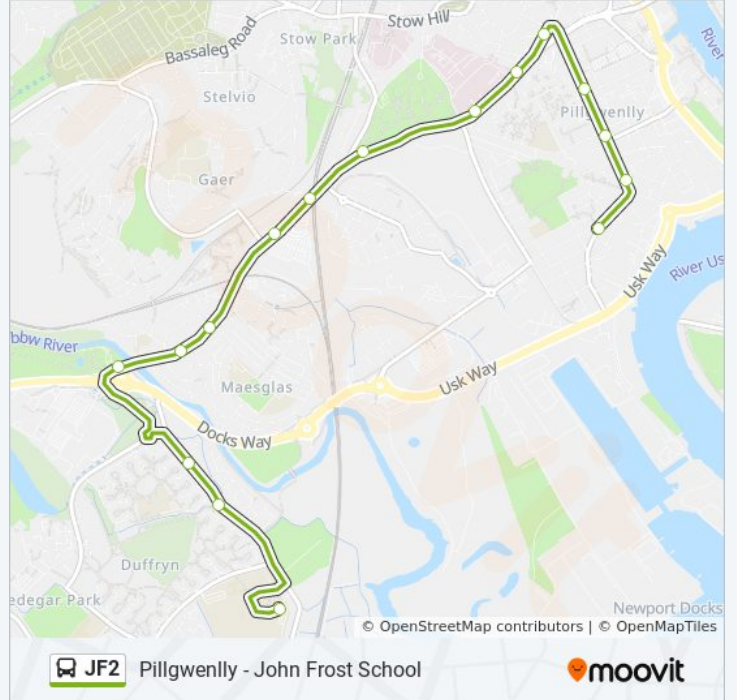 Stow Hill
Bassaleg Road
Stow Park
River
Stelvio
Pillgwenlly
Gaer
River Us
Usk Way
bbw River
Maesglas
Usk Way
Docks Way
Duffryn
edegar Park
Newport Docks
© OpenStreetMap contributors | © OpenMapTiles
JF2 Pillgwenlly - John Frost School
moovit